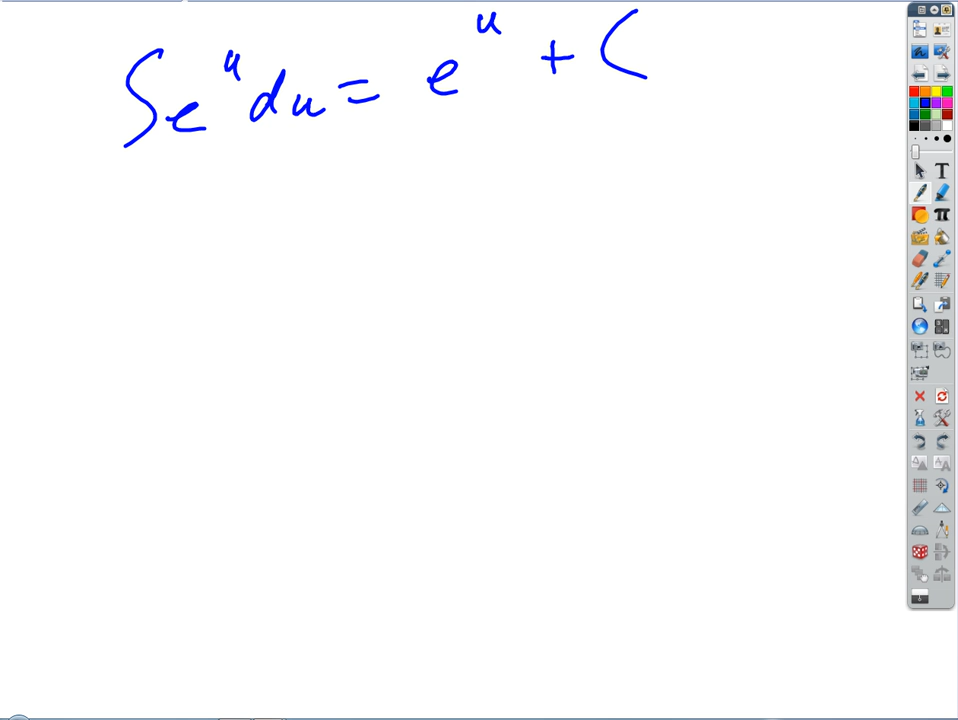 ∫e^u du = e^u + C